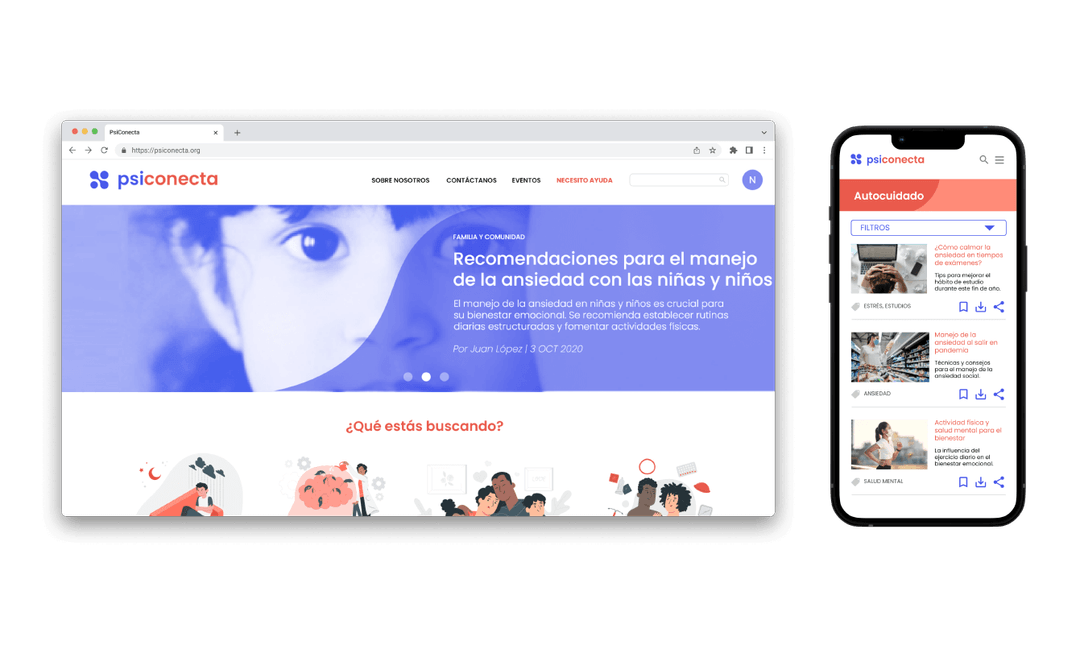 PsiConecta
https://psiconecta.org
psiconecta
SOBRE NOSOTROS
CONTÁCTANOS
EVENTOS
NECESITO AYUDA
N
FAMILIA Y COMUNIDAD
Recomendaciones para el manejo
de la ansiedad con las niñas y niños
El manejo de la ansiedad en niñas y niños es crucial para
su bienestar emocional. Se recomienda establecer rutinas
diarias estructuradas y fomentar actividades físicas.
Por Juan López | 3 OCT 2020
¿Qué estás buscando?
psiconecta
Autocuidado
FILTROS
¿Cómo calmar la
ansiedad en tiempos
de exámenes?
Tips para mejorar el
hábito de estudio
durante este fin de año.
ESTRÉS, ESTUDIOS
Manejo de la
ansiedad al salir en
pandemia
Técnicas y consejos
para el manejo de la
ansiedad social.
ANSIEDAD
Actividad física y
salud mental para el
bienestar
La influencia del
ejercicio diario en el
bienestar emocional.
SALUD MENTAL